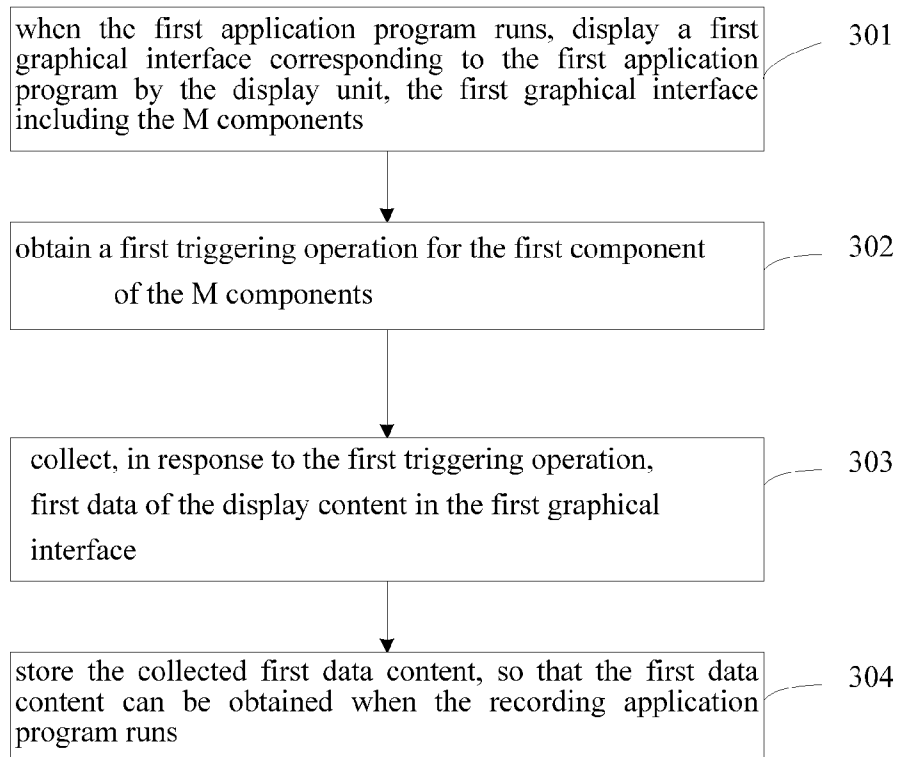 when the first application program runs, display a first
graphical interface corresponding to the first application
program by the display unit, the first graphical interface
including the M components
301
obtain a first triggering operation for the first component
of the M components
302
collect, in response to the first triggering operation,
first data of the display content in the first graphical
interface
303
store the collected first data content, so that the first data
content can be obtained when the recording application
program runs
304